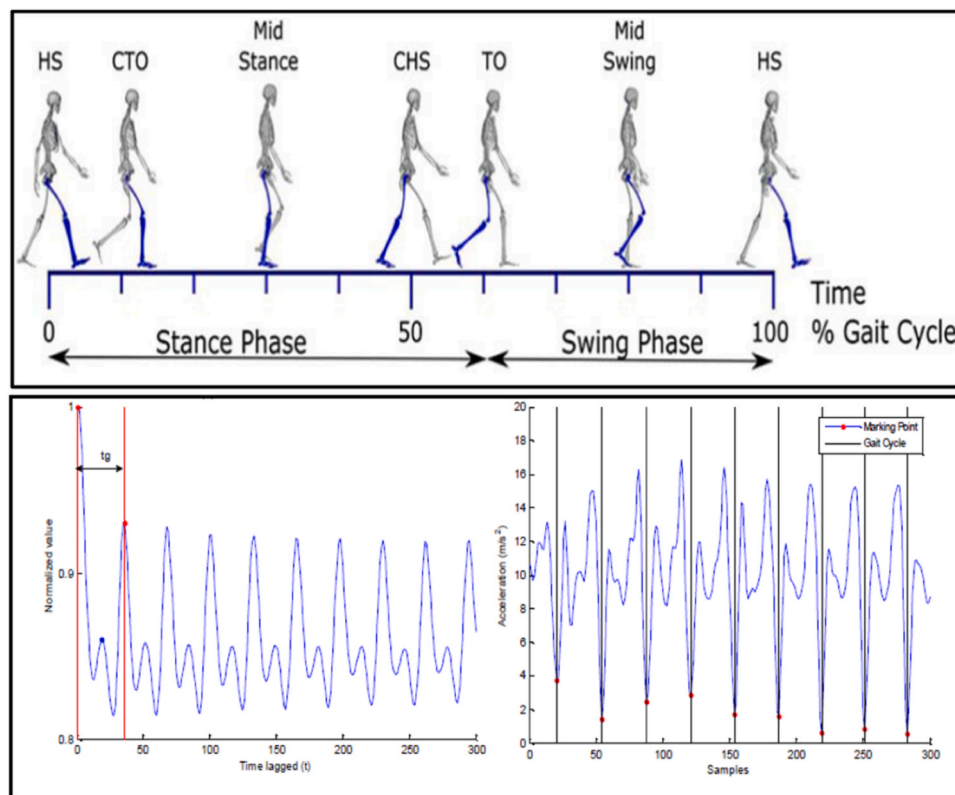 Mid Mid
HS CTO Stance CHS TO Swing HS
Time
0 50 100 % Gait Cycle
Stance Phase Swing Phase
1
tg
0.9
0.8
Normalized value
0 50 100 150 200 250 300
Time lagged (t)
20
18
16
14
12
10
8
6
4
2
0
Acceleration (m/s²)
Marking Point
Gait Cycle
0 50 100 150 200 250 300
Samples